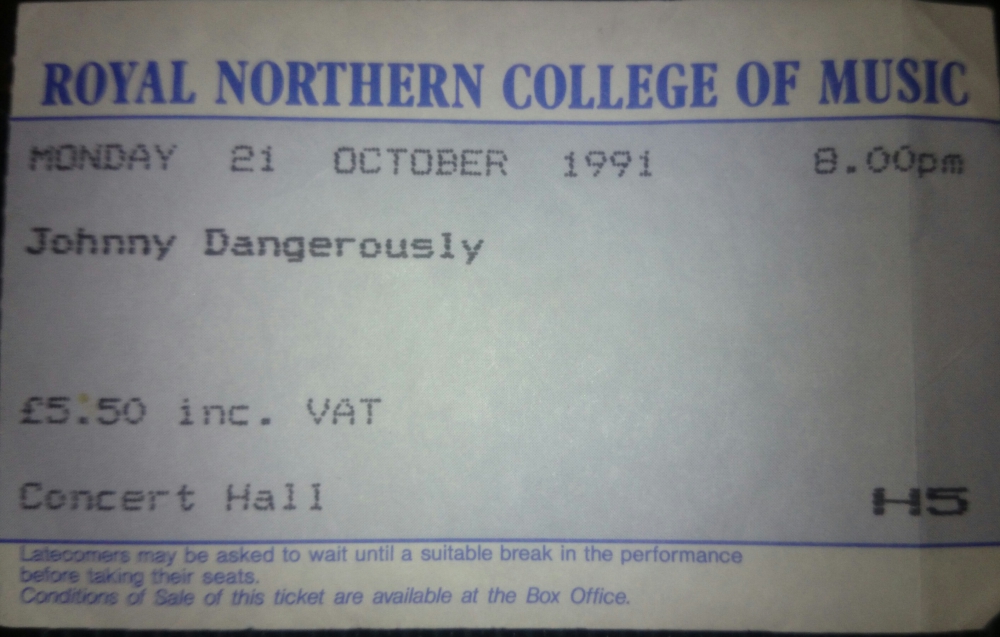 ROYAL NORTHERN COLLEGE OF MUSIC
MONDAY 21 OCTOBER 1991 8.00pm
Johnny Dangerously
£5.50 inc. VAT
Concert Hall H5
Latecomers may be asked to wait until a suitable break in the performance
before taking their seats.
Conditions of Sale of this ticket are available at the Box Office.